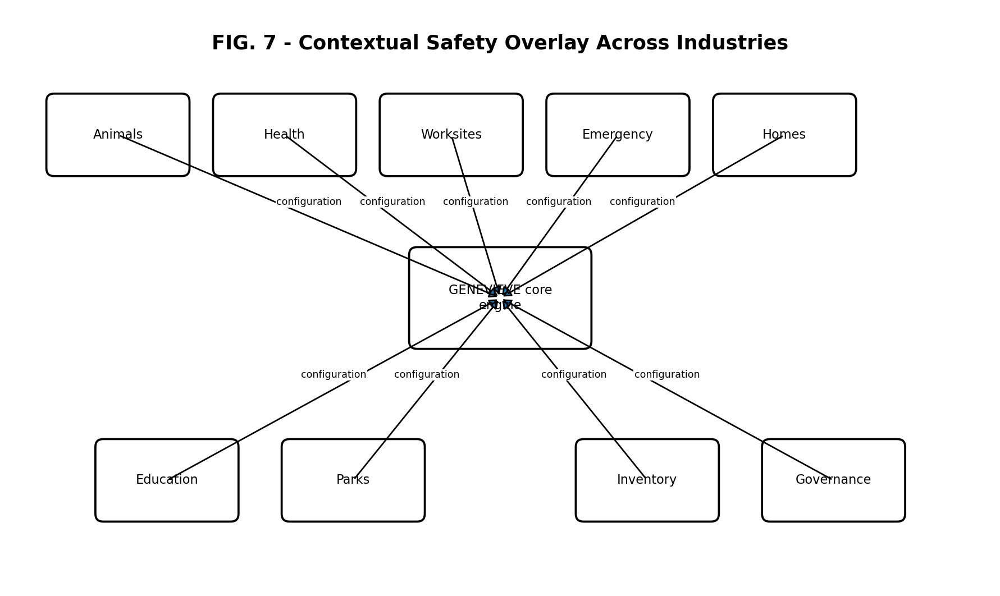 FIG. 7 - Contextual Safety Overlay Across Industries
Animals
Health
Worksites
Emergency
Homes
configuration
configuration
configuration
configuration
configuration
GENEVIEVE core
engine
configuration
configuration
configuration
configuration
Education
Parks
Inventory
Governance